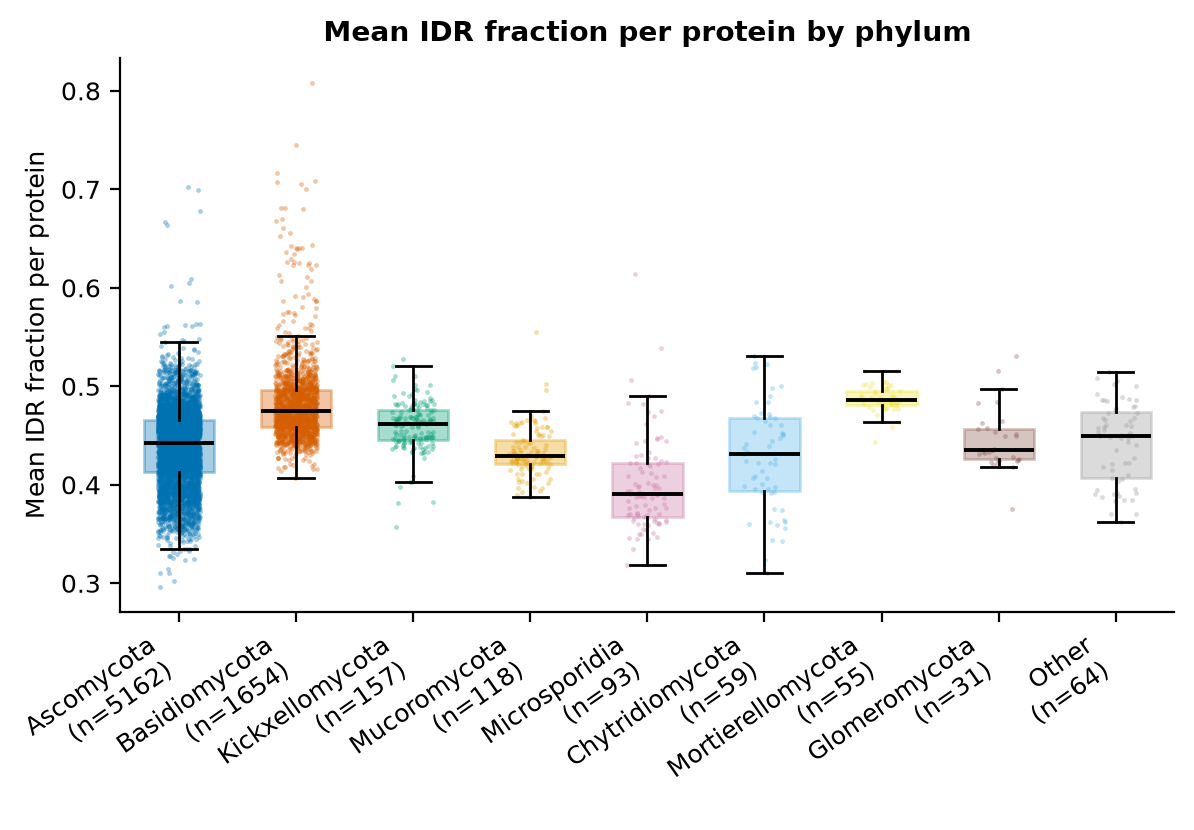 Mean IDR fraction per protein by phylum
Mean IDR fraction per protein
0.8
0.7
0.6
0.5
0.4
0.3
Ascomycota
(n=5162)
Basidiomycota
(n=1654)
Kickxellomycota
(n=157)
Mucoromycota
(n=118)
Microsporidia
(n=93)
Chytridiomycota
(n=59)
Mortierellomycota
(n=55)
Glomeromycota
(n=31)
Other
(n=64)